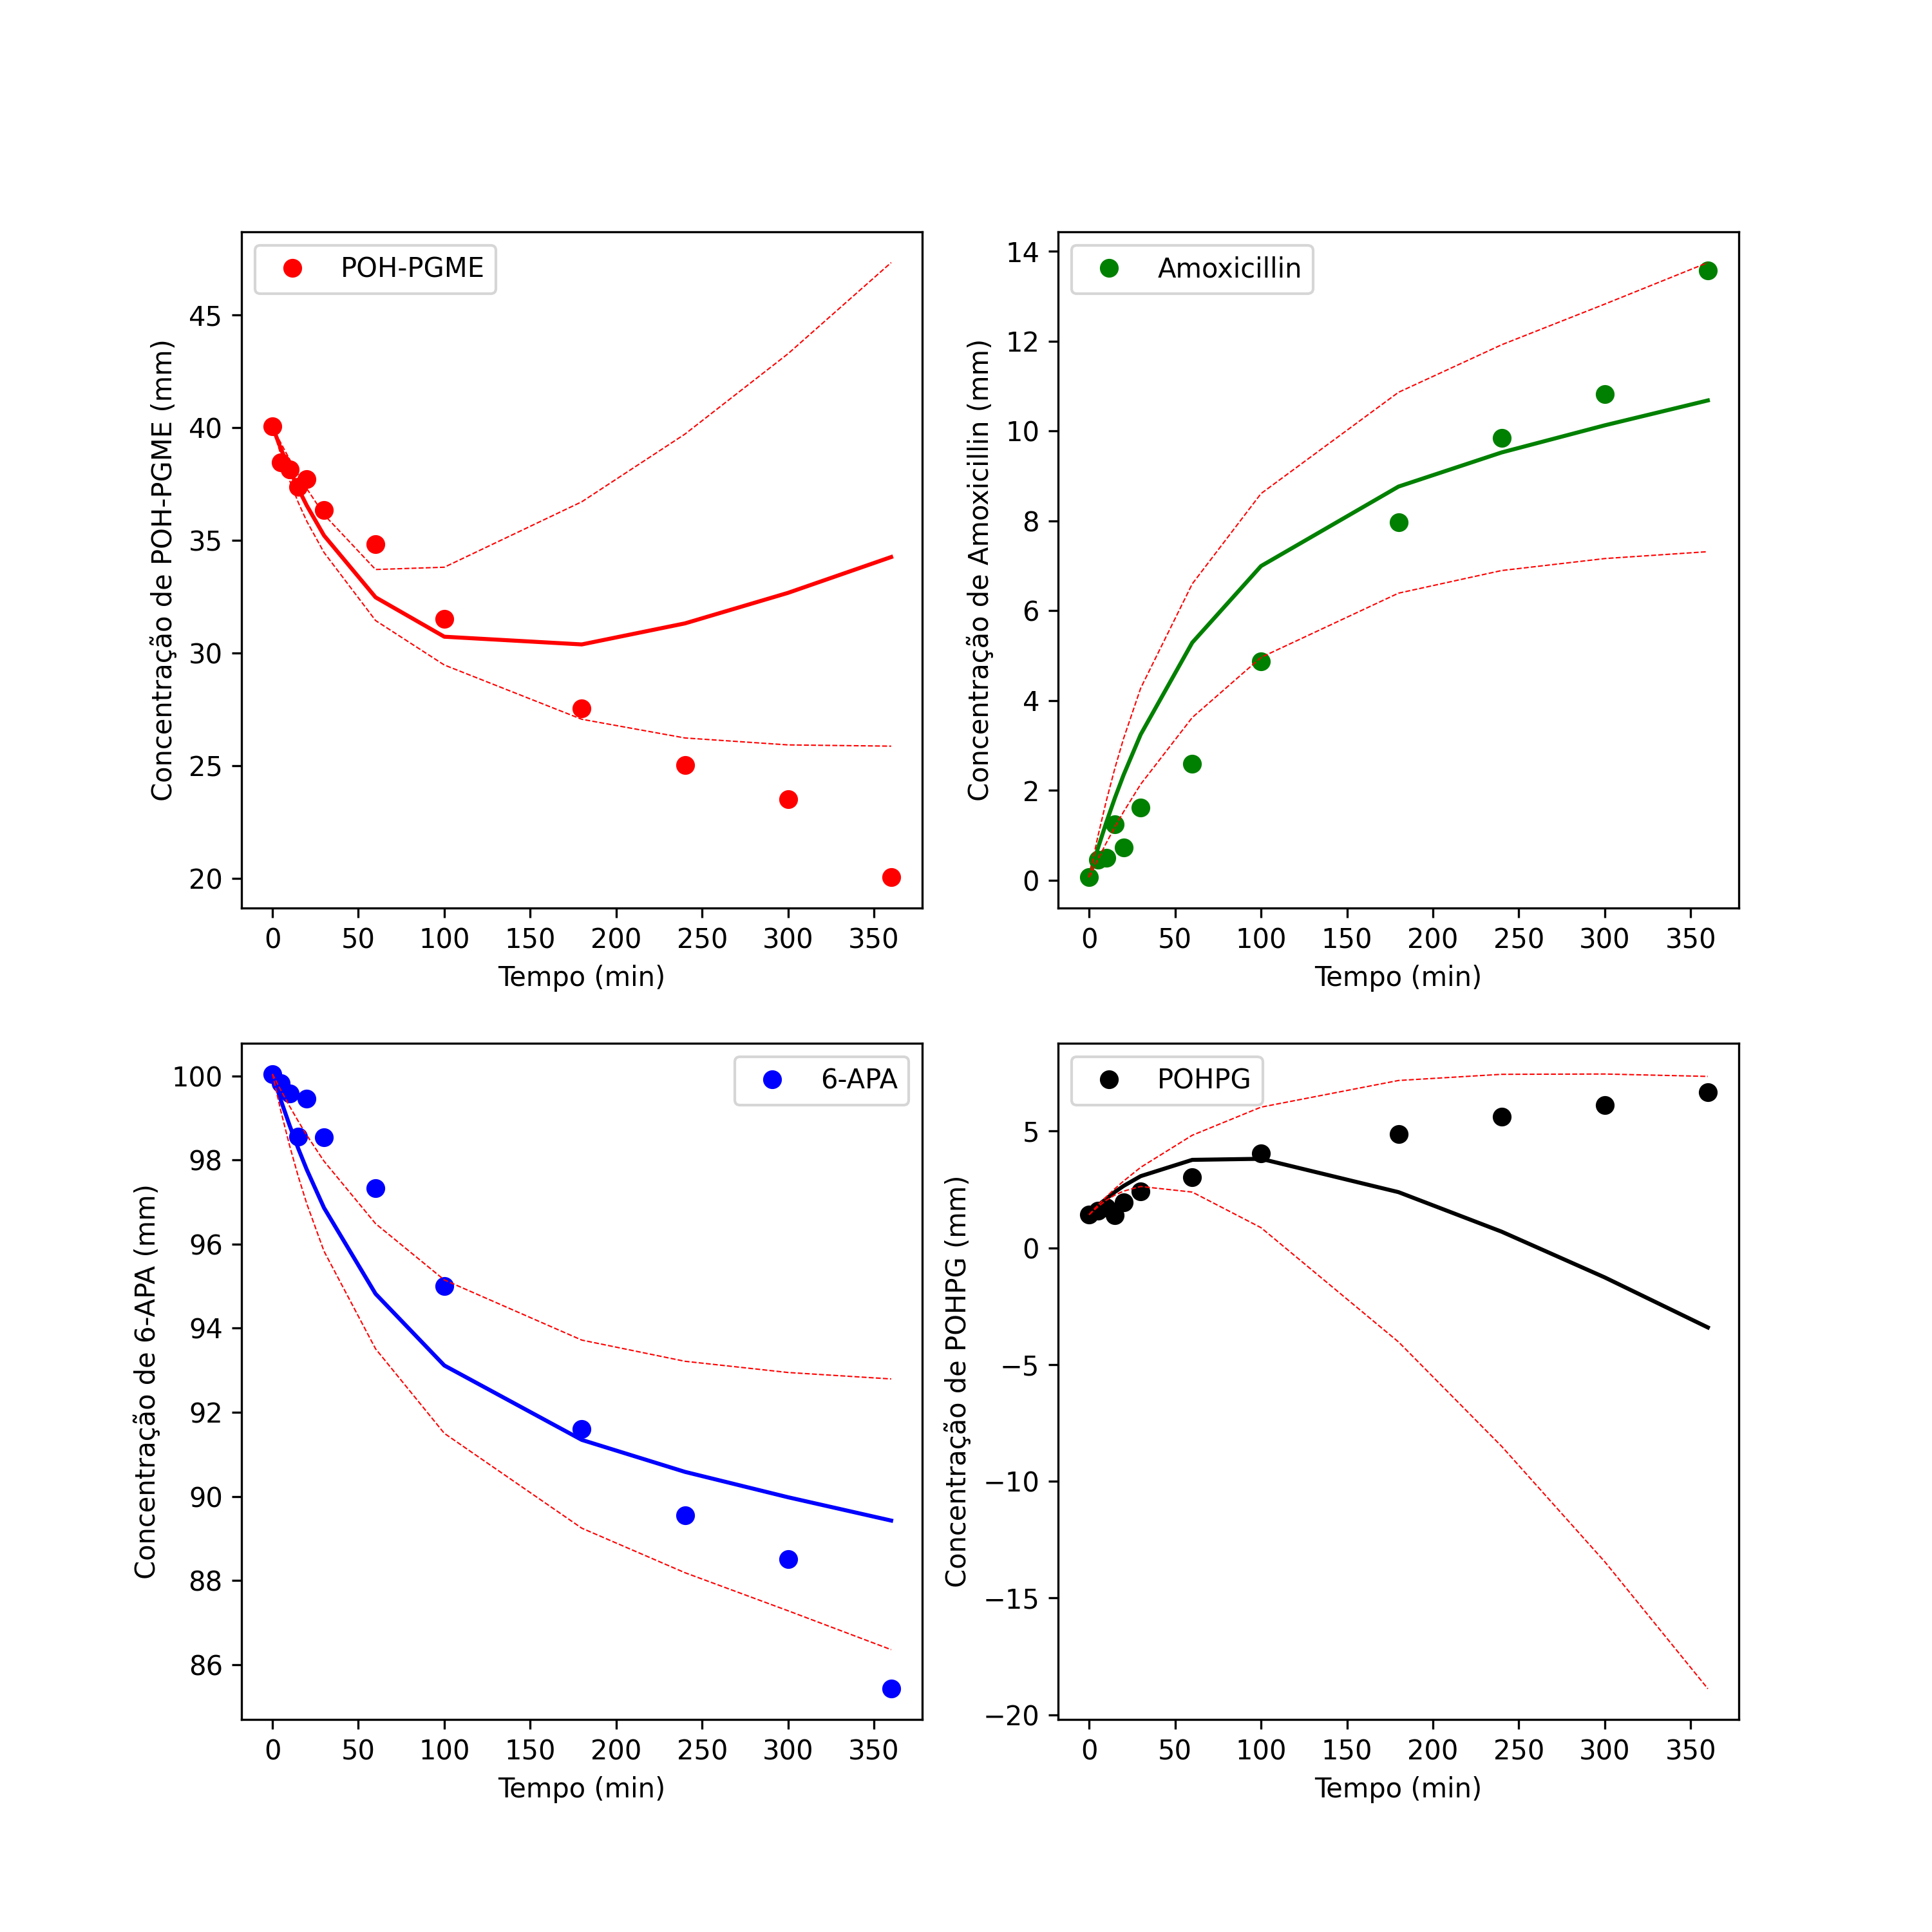 POH-PGME
Concentração de POH-PGME (mm)
45
40
35
30
25
20
0 50 100 150 200 250 300 350
Tempo (min)
Amoxicillin
Concentração de Amoxicillin (mm)
14
12
10
8
6
4
2
0
0 50 100 150 200 250 300 350
Tempo (min)
6-APA
Concentração de 6-APA (mm)
100
98
96
94
92
90
88
86
0 50 100 150 200 250 300 350
Tempo (min)
POHPG
Concentração de POHPG (mm)
5
0
−5
−10
−15
−20
0 50 100 150 200 250 300 350
Tempo (min)